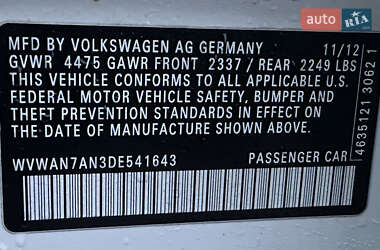 auto RIA.com
MFD BY VOLKSWAGEN AG GERMANY 11/12
GVWR 4475 GAWR FRONT 2337 / REAR 2249 LBS
THIS VEHICLE CONFORMS TO ALL APPLICABLE U.S.
FEDERAL MOTOR VEHICLE SAFETY, BUMPER AND
THEFT PREVENTION STANDARDS IN EFFECT ON
THE DATE OF MANUFACTURE SHOWN ABOVE.
WVWAN7AN3DE541643 PASSENGER CAR
4635121 3062 1